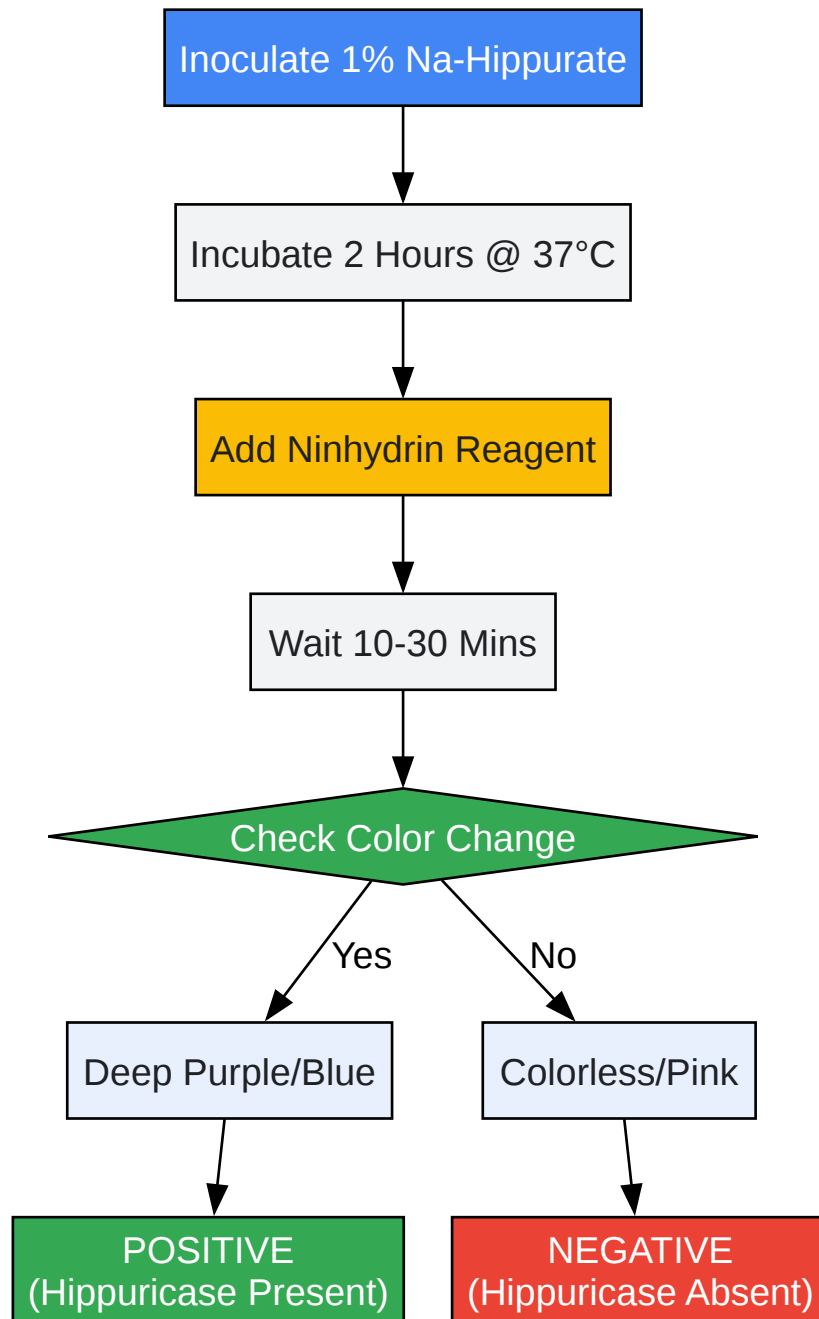 Inoculate 1% Na-Hippurate
Incubate 2 Hours @ 37°C
Add Ninhydrin Reagent
Wait 10-30 Mins
Check Color Change
Yes
No
Deep Purple/Blue
Colorless/Pink
POSITIVE
(Hippuricase Present)
NEGATIVE
(Hippuricase Absent)